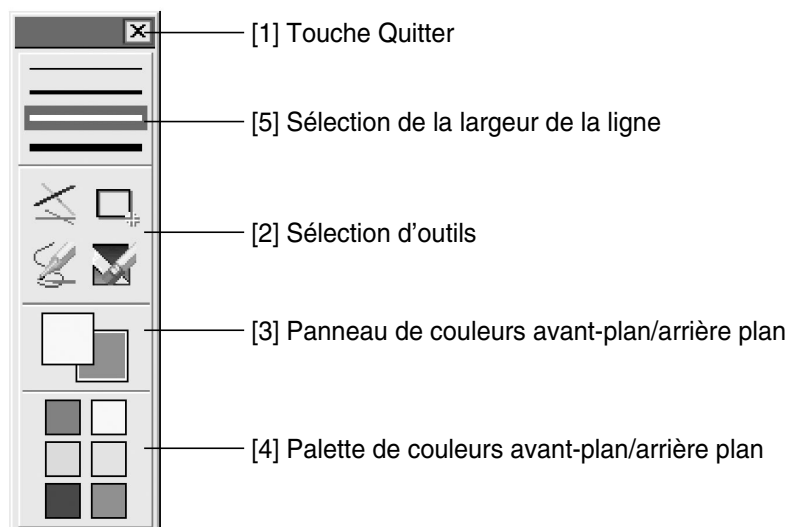 [1] Touche Quitter
[5] Sélection de la largeur de la ligne
[2] Sélection d’outils
[3] Panneau de couleurs avant-plan/arrière plan
[4] Palette de couleurs avant-plan/arrière plan